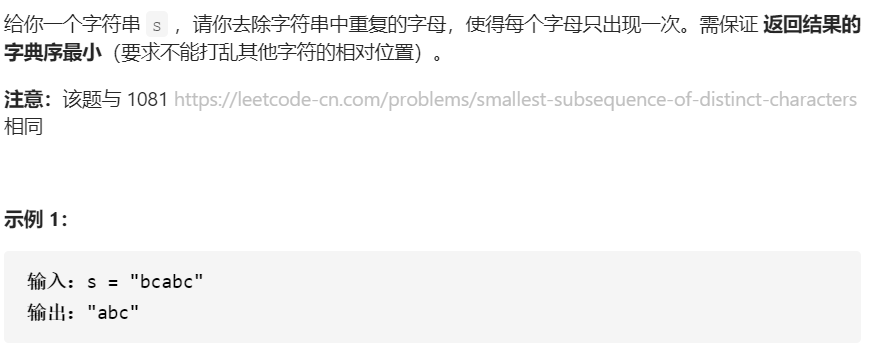 给你一个字符串 s ，请你去除字符串中重复的字母，使得每个字母只出现一次。需保证 返回结果的
字典序最小（要求不能打乱其他字符的相对位置）。
注意：该题与 1081 https://leetcode-cn.com/problems/smallest-subsequence-of-distinct-characters
相同
示例 1：
输入：s = "bcabc"
输出："abc"